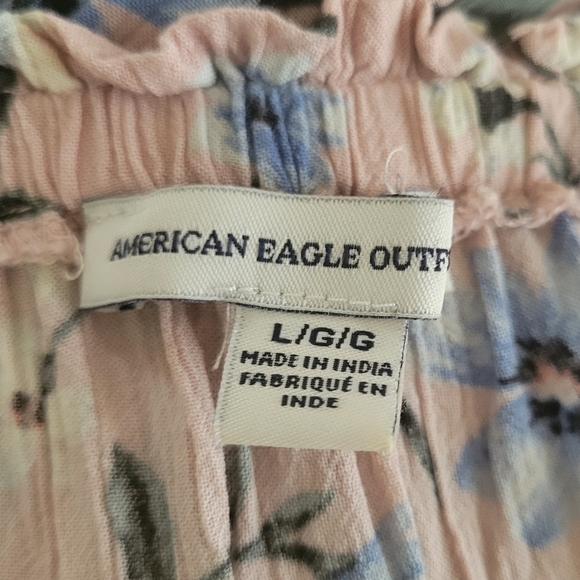 AMERICAN EAGLE OUTF
L/G/G
MADE IN INDIA
FABRIQUÉ EN
INDE